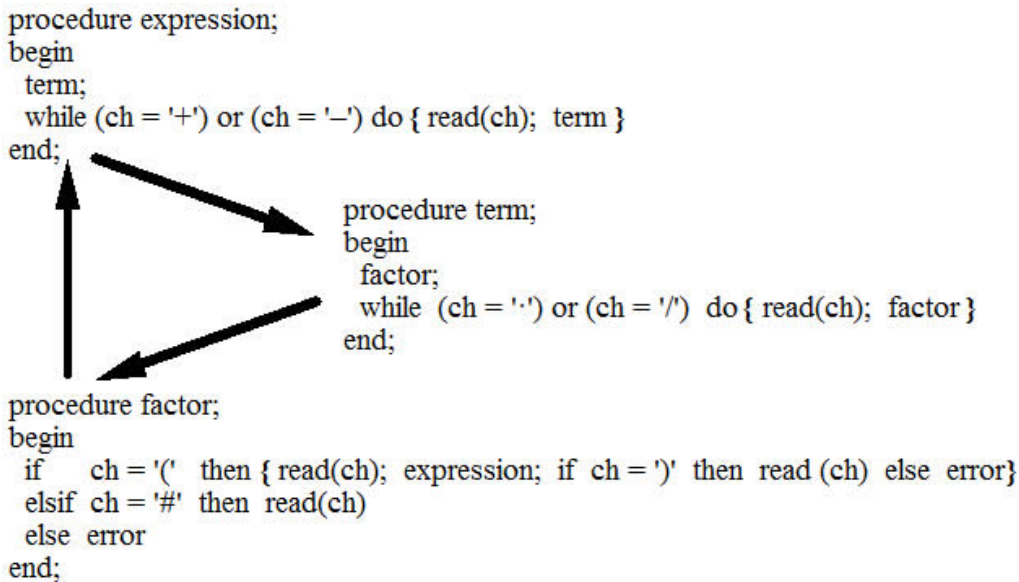 procedure expression;
begin
term;
while (ch = '+') or (ch = '–') do { read(ch); term }
end;
procedure term;
begin
factor;
while (ch = '·') or (ch = '/') do { read(ch); factor }
end;
procedure factor;
begin
if ch = '(' then { read(ch); expression; if ch = ')' then read (ch) else error}
elsif ch = '#' then read(ch)
else error
end;